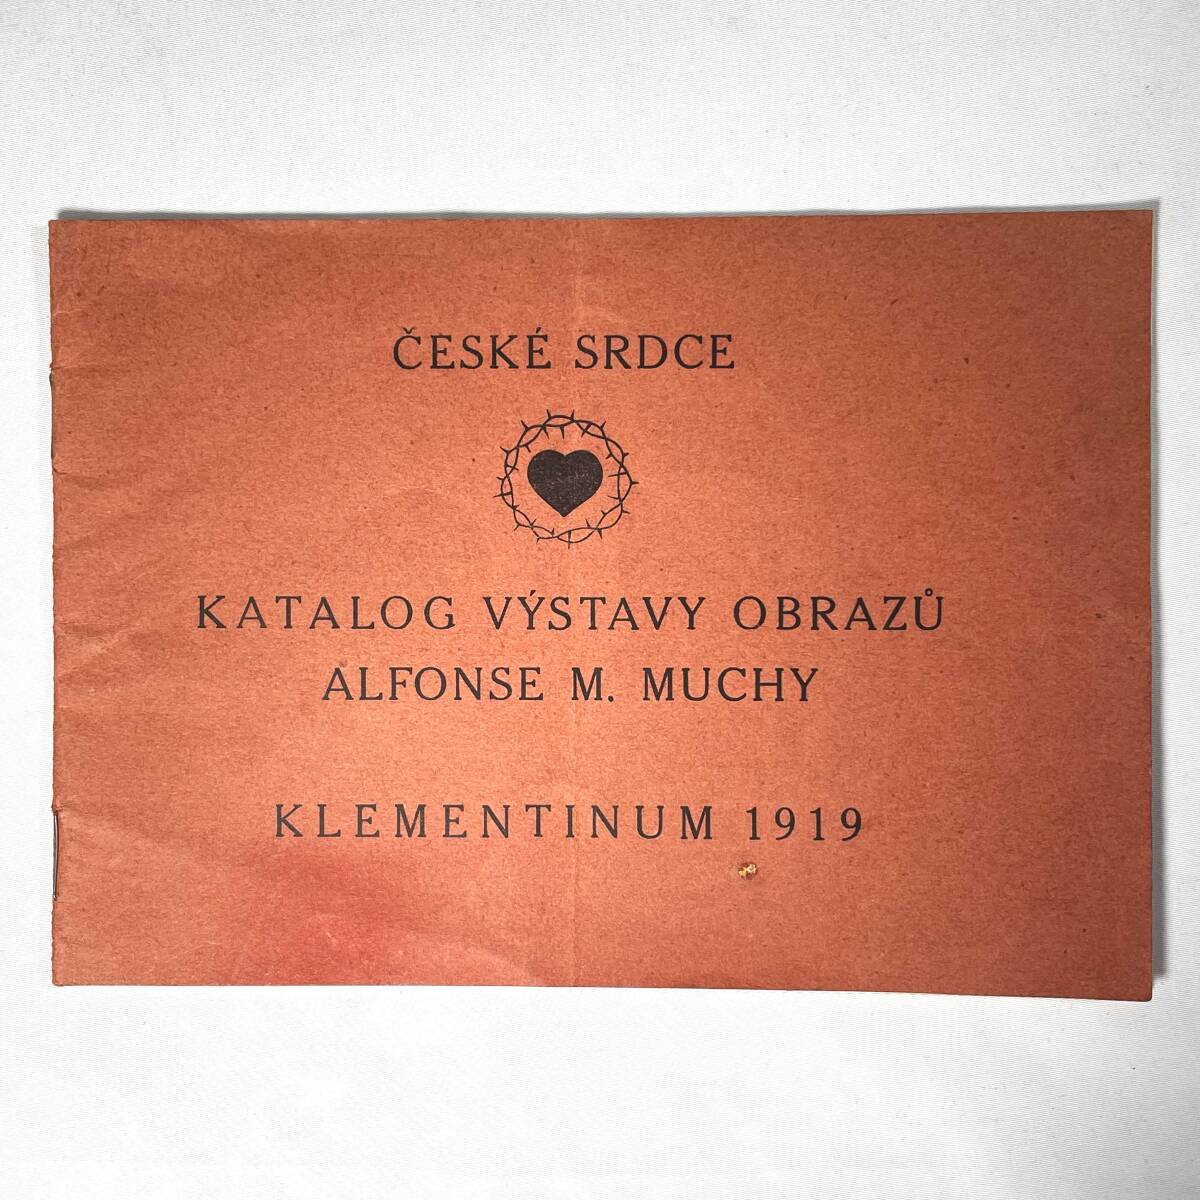 ČESKÉ SRDCE
KATALOG VÝSTAVY OBRAZŮ
ALFONSE M. MUCHY
KLEMENTINUM 1919